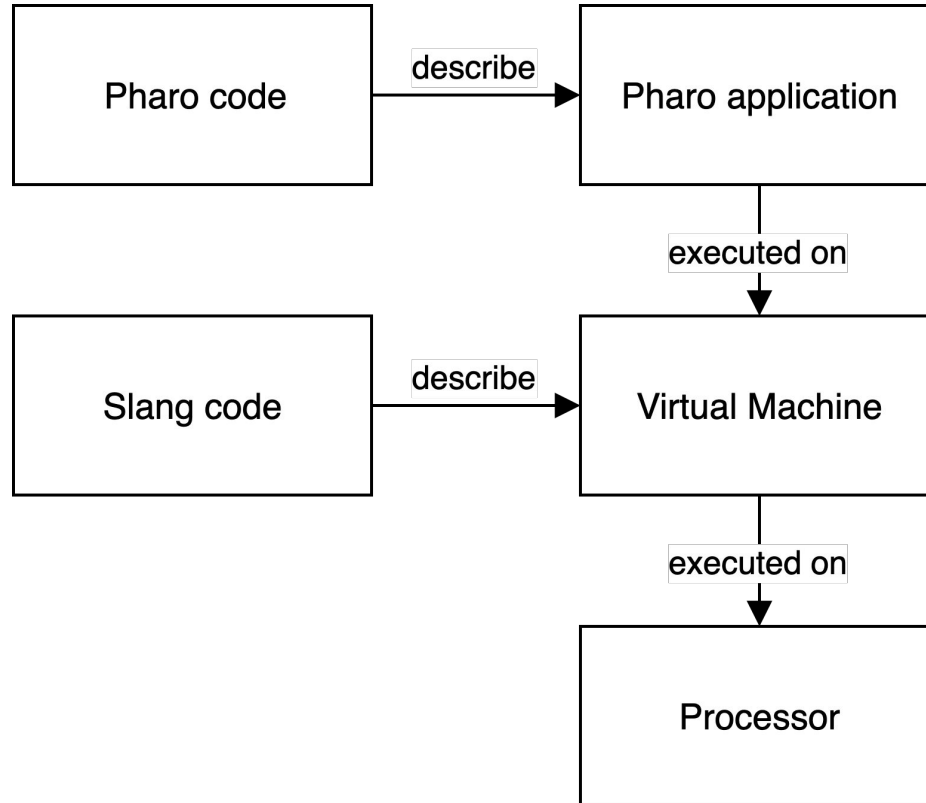 Pharo code
describe
Pharo application
executed on
Slang code
describe
Virtual Machine
executed on
Processor